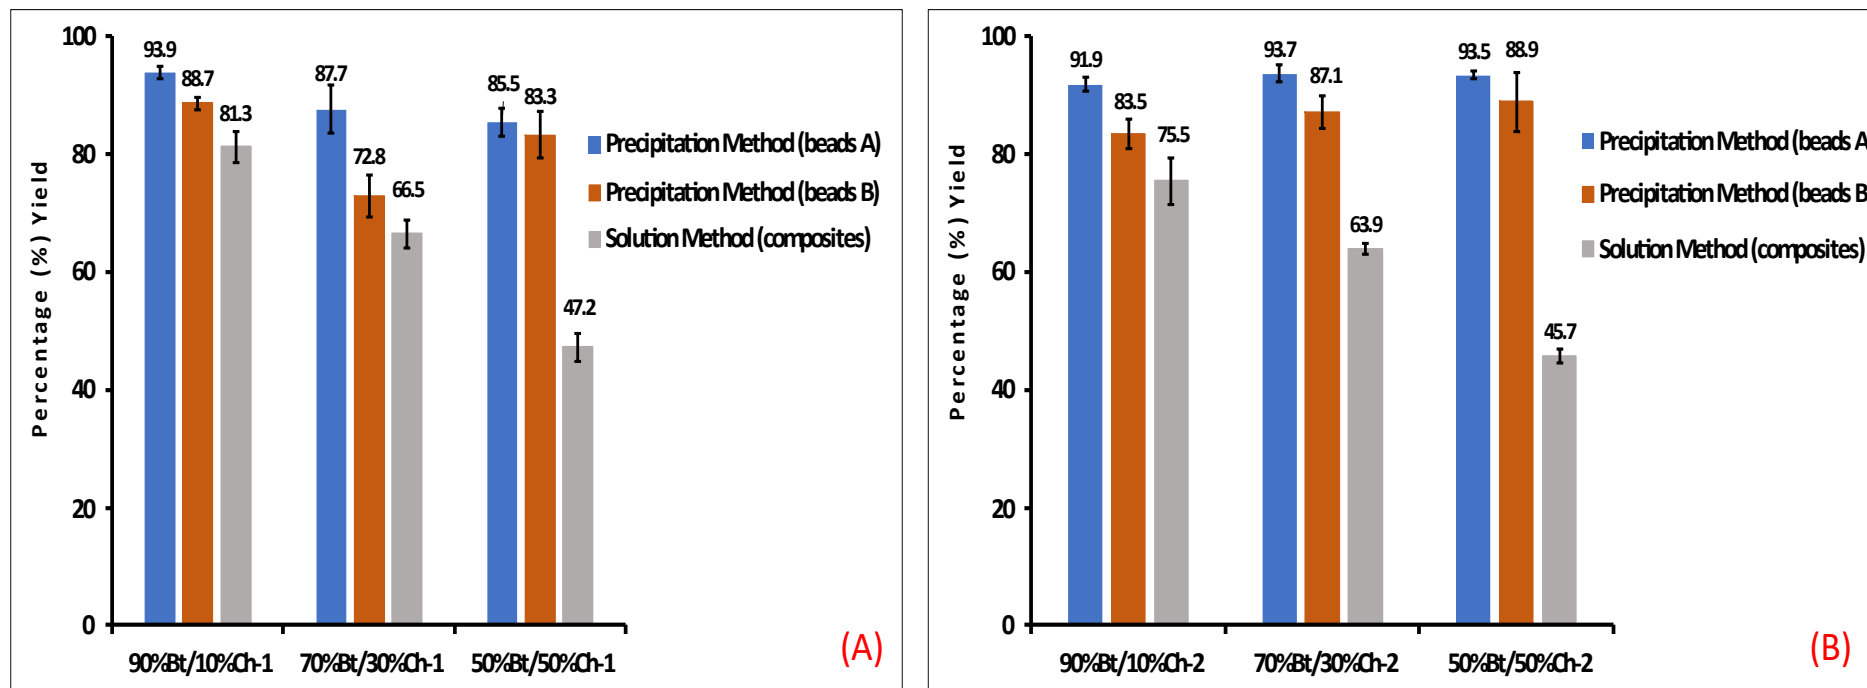 100
80
60
40
20
0
Percentage (%) Yield
93.9
88.7
81.3
87.7
72.8
66.5
85.5
83.3
47.2
Precipitation Method (beads A)
Precipitation Method (beads B)
Solution Method (composites)
90%Bt/10%Ch-1
70%Bt/30%Ch-1
50%Bt/50%Ch-1
(A)
100
80
60
40
20
0
Percentage (%) Yield
91.9
83.5
75.5
93.7
87.1
63.9
93.5
88.9
45.7
Precipitation Method (beads A
Precipitation Method (beads B
Solution Method (composites)
90%Bt/10%Ch-2
70%Bt/30%Ch-2
50%Bt/50%Ch-2
(B)